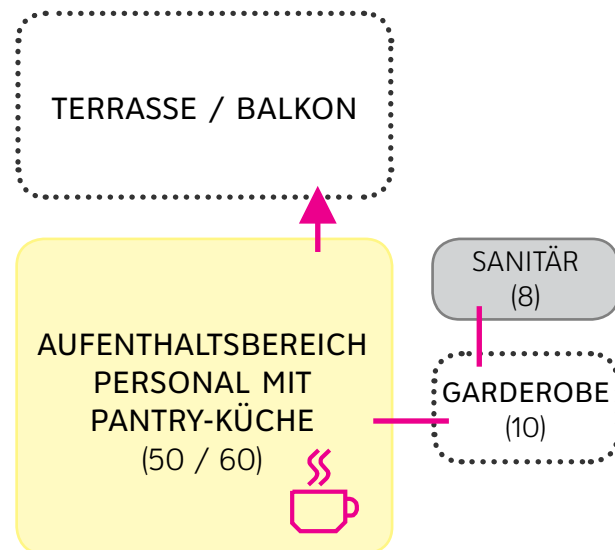 TERRASSE / BALKON
AUFENTHALTSBEREICH
PERSONAL MIT
PANTRY-KÜCHE
(50 / 60)
SANITÄR
(8)
GARDEROBE
(10)